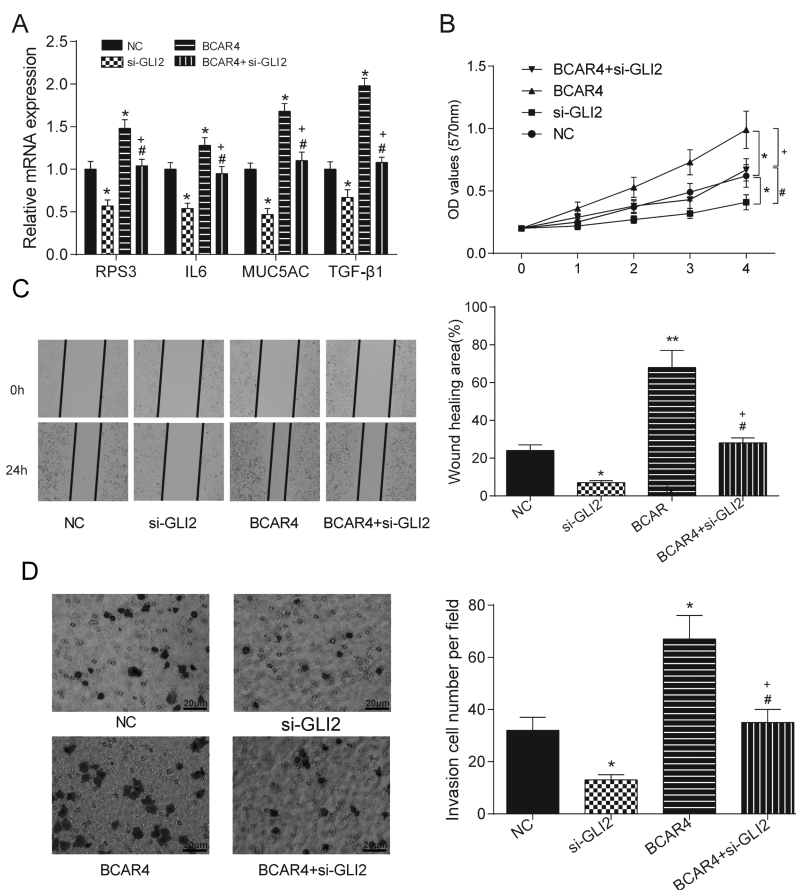 A
Relative mRNA expression
2.5
2.0
1.5
1.0
0.5
0.0
NC
BCAR4
si-GLI2
BCAR4+si-GLI2
*
*
+
#
*
*
+
#
*
*
+
#
*
*
+
#
RPS3 IL6 MUC5AC TGF-β1
B
OD values (570nm)
1.5
1.0
0.5
0.0
BCAR4+si-GLI2
BCAR4
si-GLI2
NC
*
+
*
#
0 1 2 3 4
C
0h
24h
NC si-GLI2 BCAR4 BCAR4+si-GLI2
Wound healing area(%)
100
80
60
40
20
0
*
**
+
#
NC si-GLI2 BCAR BCAR4+si-GLI2
D
20μm
20μm
NC si-GLI2
20μm
20μm
BCAR4 BCAR4+si-GLI2
Invasion cell number per field
80
60
40
20
0
*
*
+
#
NC si-GLI2 BCAR4 BCAR4+si-GLI2